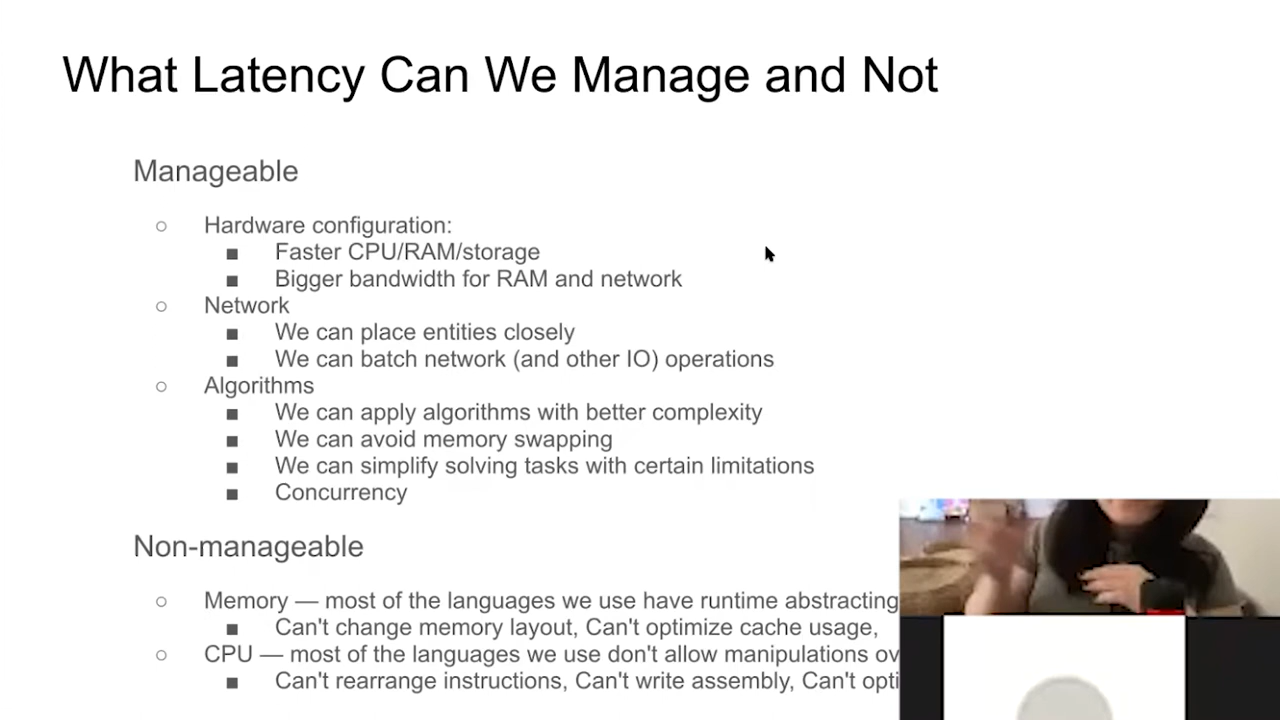 What Latency Can We Manage and Not
Manageable
Hardware configuration:
Faster CPU/RAM/storage
Bigger bandwidth for RAM and network
Network
We can place entities closely
We can batch network (and other IO) operations
Algorithms
We can apply algorithms with better complexity
We can avoid memory swapping
We can simplify solving tasks with certain limitations
Concurrency
Non-manageable
Memory — most of the languages we use have runtime abstracting
Can't change memory layout, Can't optimize cache usage,
CPU — most of the languages we use don't allow manipulations
Can't rearrange instructions, Can't write assembly, Can't